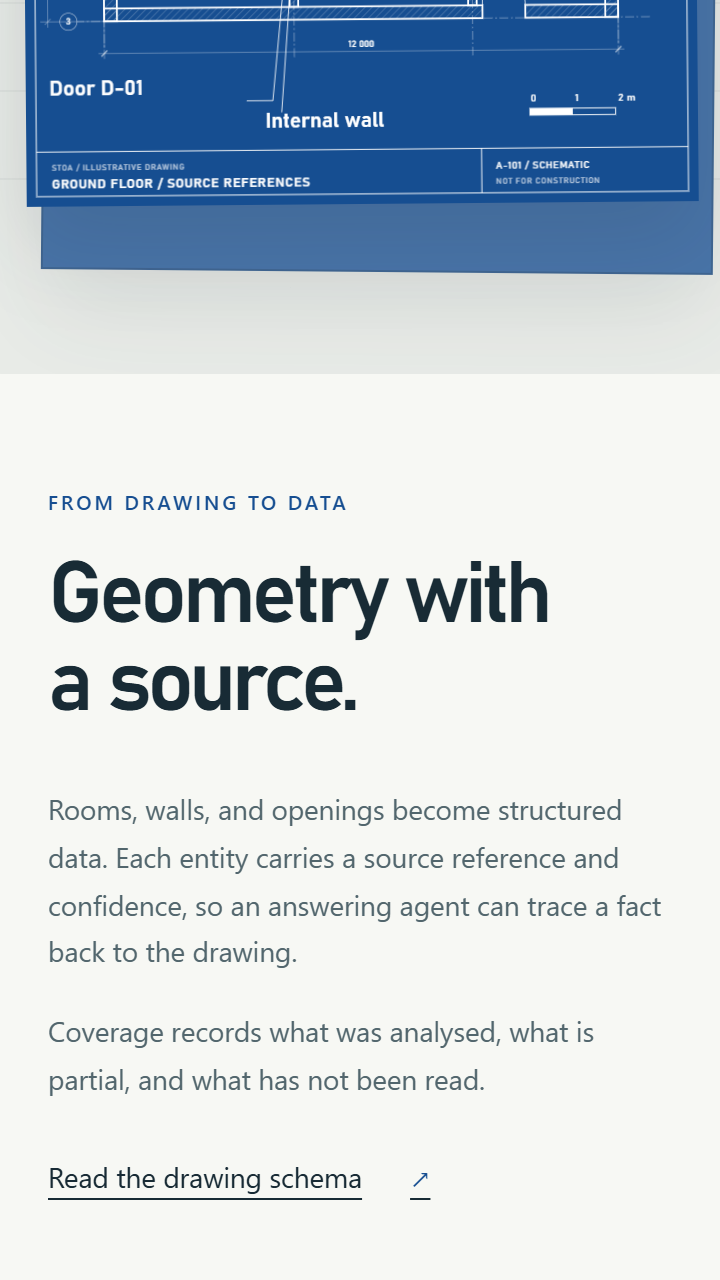 3
12 000
Door D-01
0 1 2 m
Internal wall
STOA / ILLUSTRATIVE DRAWING
GROUND FLOOR / SOURCE REFERENCES
A-101 / SCHEMATIC
NOT FOR CONSTRUCTION
FROM DRAWING TO DATA
Geometry with
a source.
Rooms, walls, and openings become structured
data. Each entity carries a source reference and
confidence, so an answering agent can trace a fact
back to the drawing.
Coverage records what was analysed, what is
partial, and what has not been read.
Read the drawing schema ↗